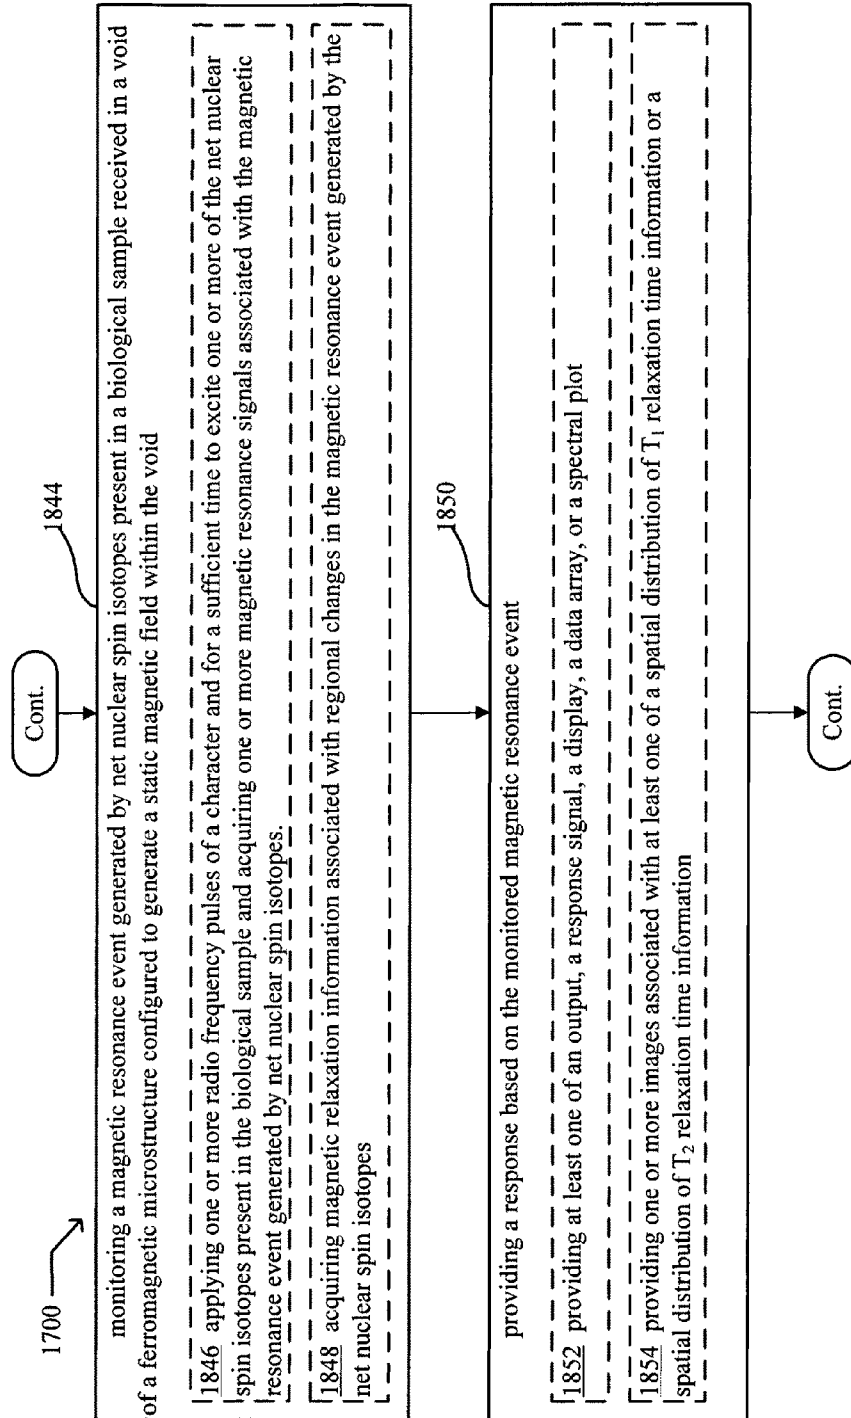 1700
Cont.
1844
monitoring a magnetic resonance event generated by net nuclear spin isotopes present in a biological sample received in a void
of a ferromagnetic microstructure configured to generate a static magnetic field within the void
1846 applying one or more radio frequency pulses of a character and for a sufficient time to excite one or more of the net nuclear
spin isotopes present in the biological sample and acquiring one or more magnetic resonance signals associated with the magnetic
resonance event generated by net nuclear spin isotopes.
1848 acquiring magnetic relaxation information associated with regional changes in the magnetic resonance event generated by the
net nuclear spin isotopes
1850
providing a response based on the monitored magnetic resonance event
1852 providing at least one of an output, a response signal, a display, a data array, or a spectral plot
1854 providing one or more images associated with at least one of a spatial distribution of T₁ relaxation time information or a
spatial distribution of T₂ relaxation time information
Cont.